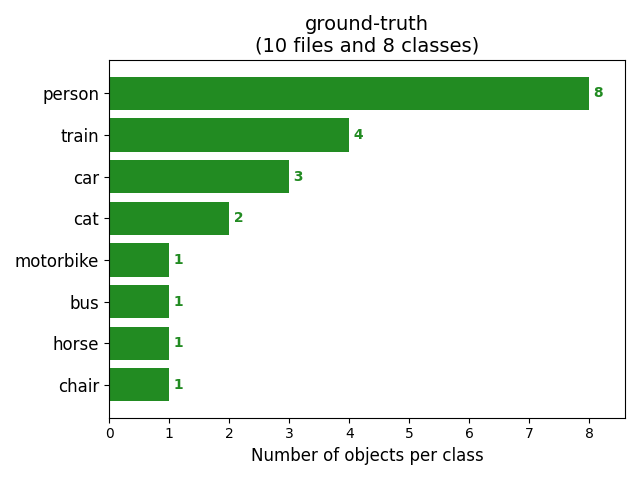 ground-truth
(10 files and 8 classes)
person 8
train 4
car 3
cat 2
motorbike 1
bus 1
horse 1
chair 1
0 1 2 3 4 5 6 7 8
Number of objects per class